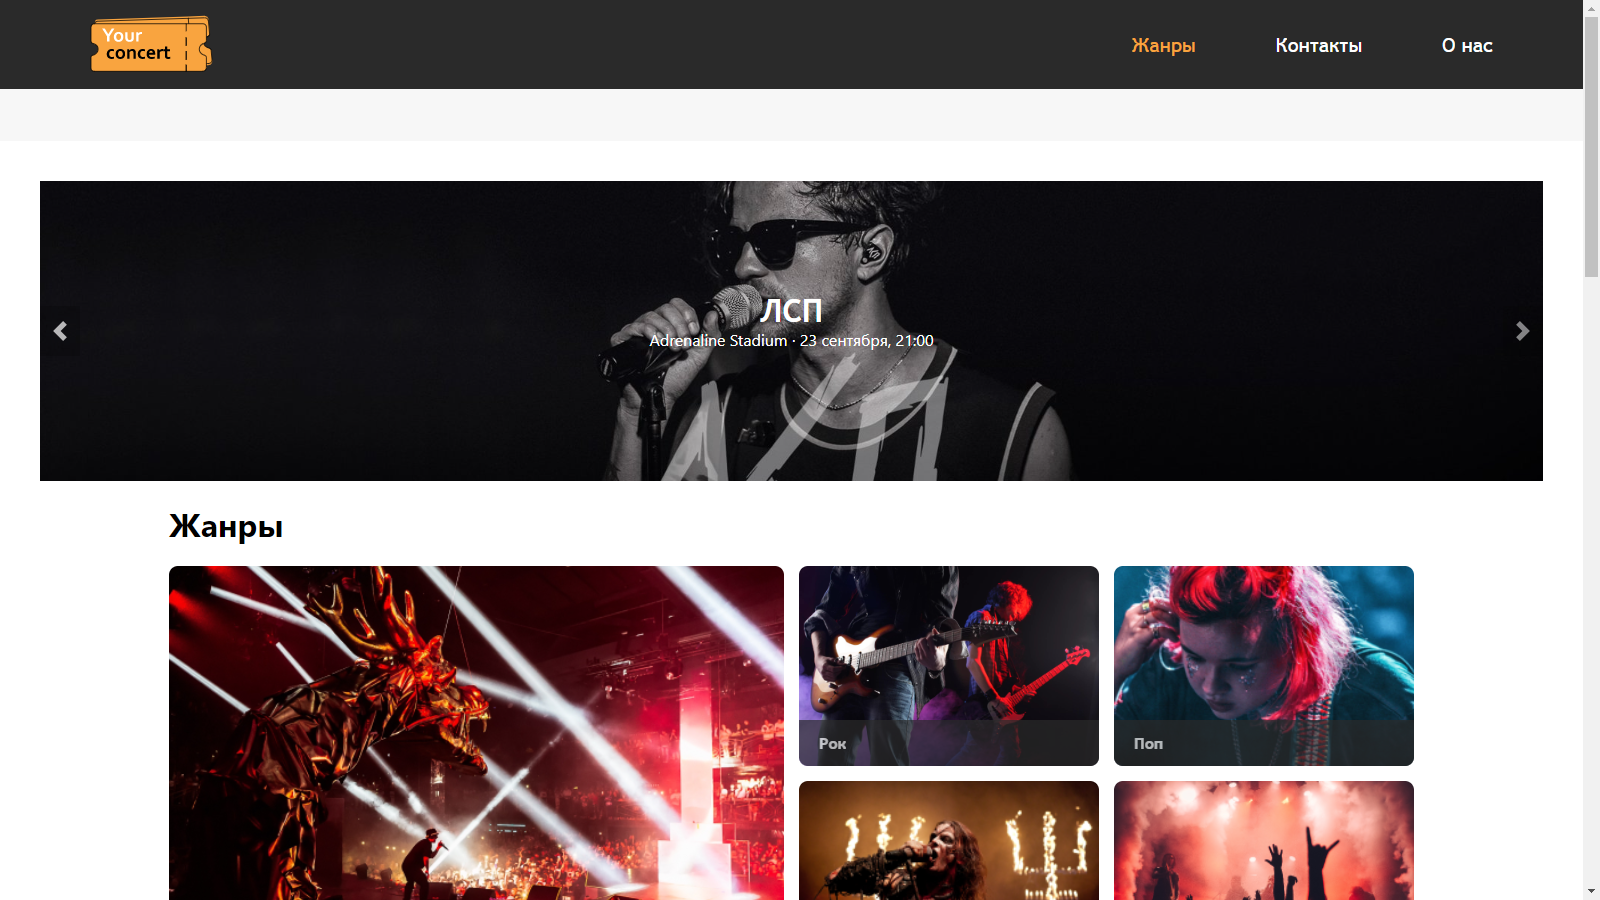 Your
concert
Жанры
Контакты
О нас
ЛСП
Adrenaline Stadium · 23 сентября, 21:00
Жанры
Рок
Поп